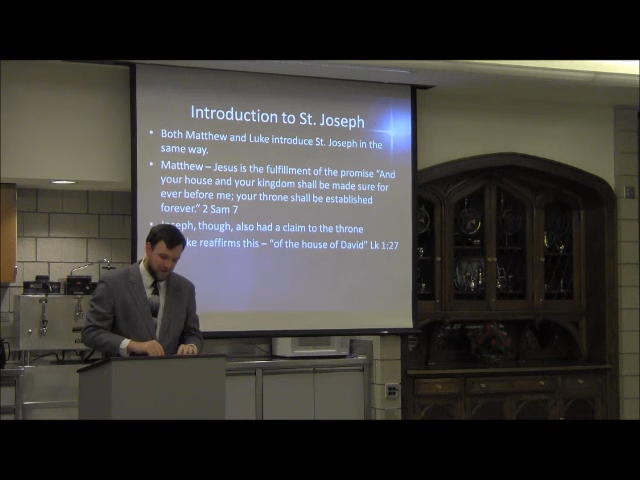 Introduction to St. Joseph
• Both Matthew and Luke introduce St. Joseph in the
same way.
• Matthew – Jesus is the fulfillment of the promise "And
your house and your kingdom shall be made sure for
ever before me; your throne shall be established
forever." 2 Sam 7
• Joseph, though, also had a claim to the throne
reaffirms this – "of the house of David" Lk 1:27